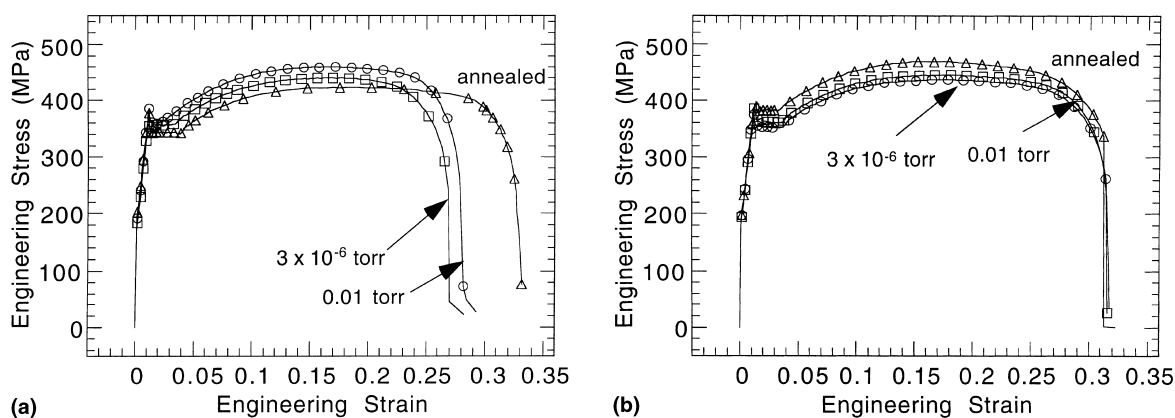 500
400
300
200
100
0
Engineering Stress (MPa)
annealed
3 x 10-6 torr
0.01 torr
0 0.05 0.1 0.15 0.2 0.25 0.3 0.35
(a) Engineering Strain
500
400
300
200
100
0
Engineering Stress (MPa)
annealed
3 x 10-6 torr
0.01 torr
0 0.05 0.1 0.15 0.2 0.25 0.3 0.35
(b) Engineering Strain